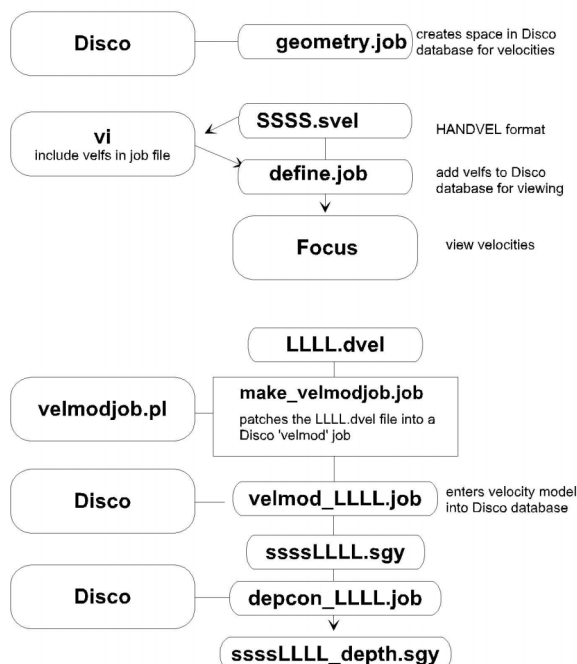 Disco
geometry.job
creates space in Disco
database for velocities
SSSS.svel
HANDVEL format
vi
include velfs in job file
define.job
add velfs to Disco
database for viewing
Focus
view velocities
LLLL.dvel
velmodjob.pl
make_velmodjob.job
patches the LLLL.dvel file into a
Disco 'velmod' job
Disco
velmod_LLLL.job
enters velocity model
into Disco database
ssssLLLL.sgy
Disco
depcon_LLLL.job
ssssLLLL_depth.sgy